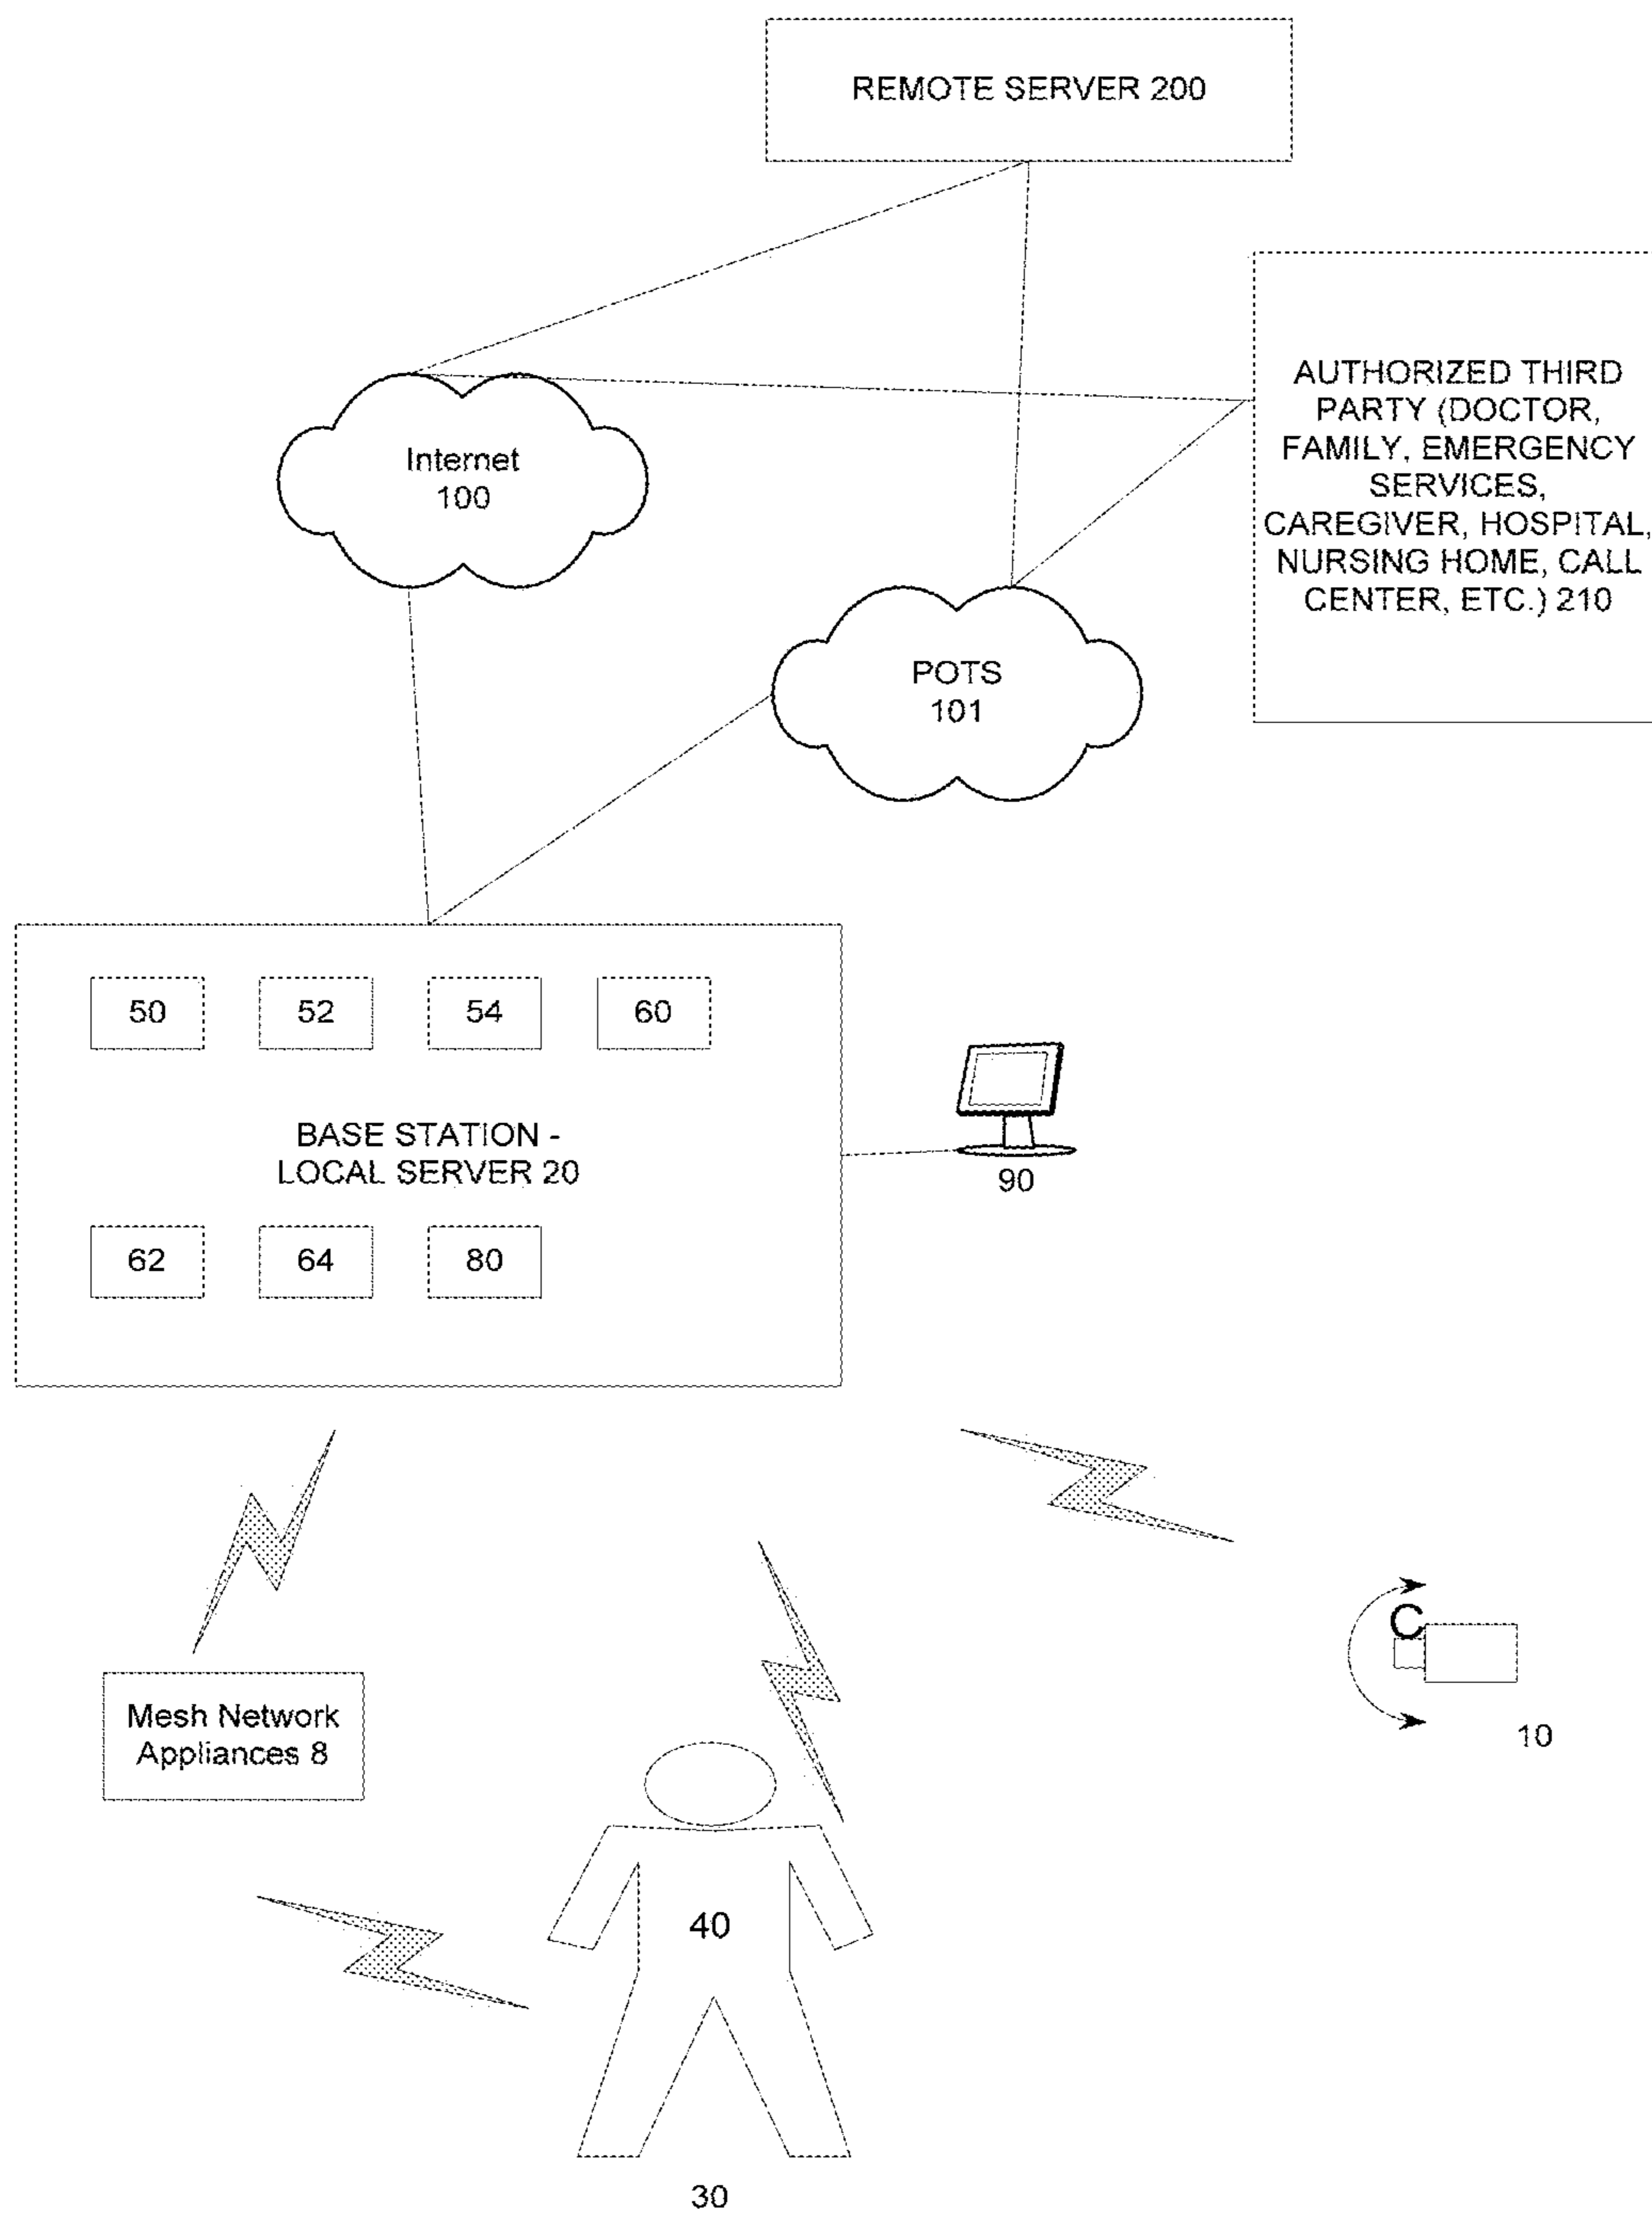 REMOTE SERVER 200
AUTHORIZED THIRD
PARTY (DOCTOR,
FAMILY, EMERGENCY
SERVICES,
CAREGIVER, HOSPITAL,
NURSING HOME, CALL
CENTER, ETC.) 210
Internet
100
POTS
101
50
52
54
60
BASE STATION -
LOCAL SERVER 20
62
64
80
90
C
10
Mesh Network
Appliances 8
40
30